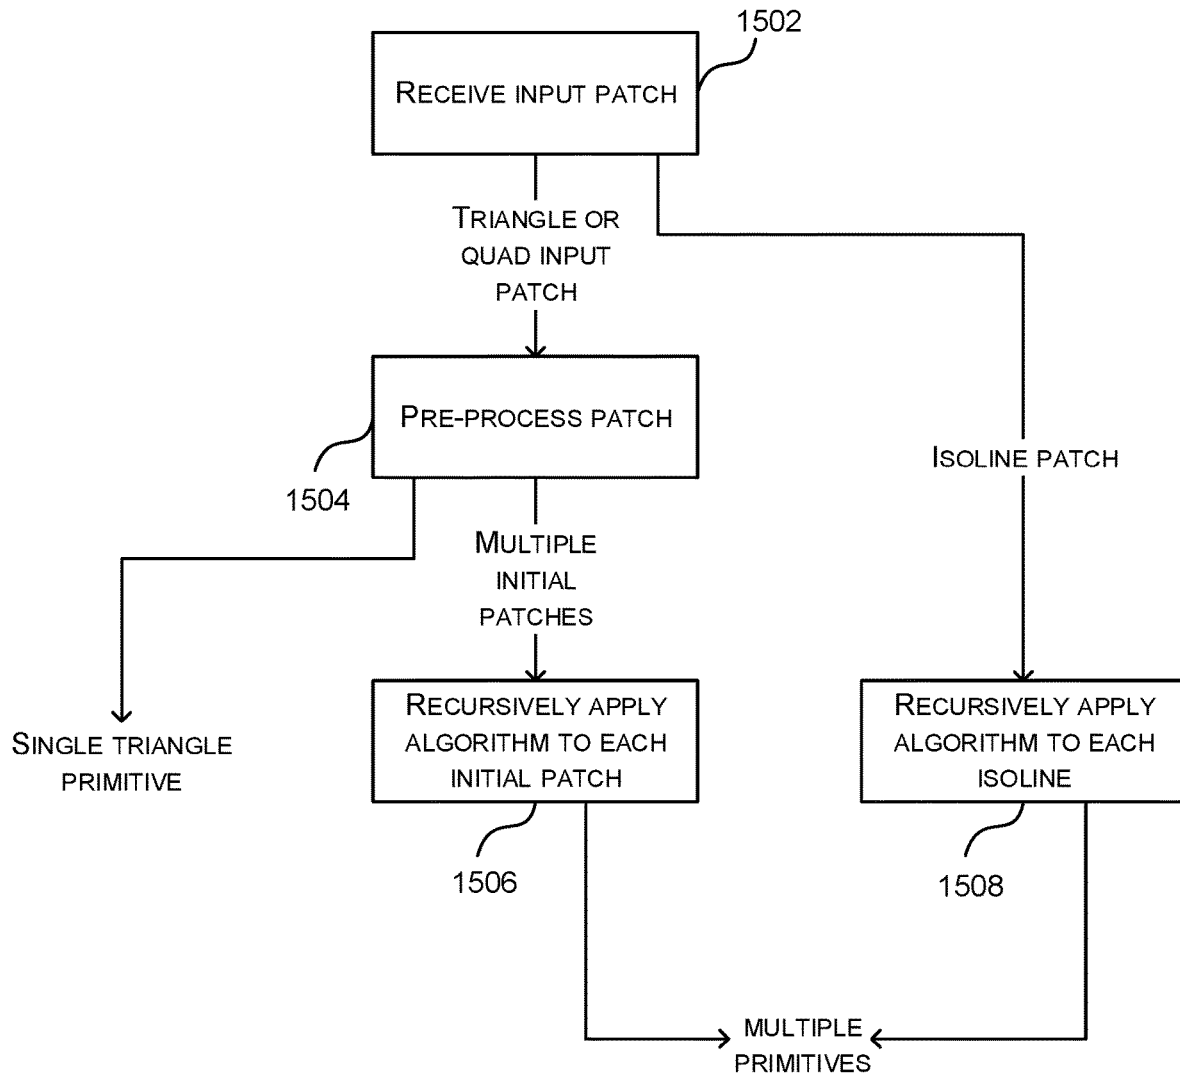 1502
RECEIVE INPUT PATCH
TRIANGLE OR
QUAD INPUT
PATCH
PRE-PROCESS PATCH
1504
ISOLINE PATCH
MULTIPLE
INITIAL
PATCHES
SINGLE TRIANGLE
PRIMITIVE
RECURSIVELY APPLY
ALGORITHM TO EACH
INITIAL PATCH
RECURSIVELY APPLY
ALGORITHM TO EACH
ISOLINE
1506
1508
MULTIPLE
PRIMITIVES